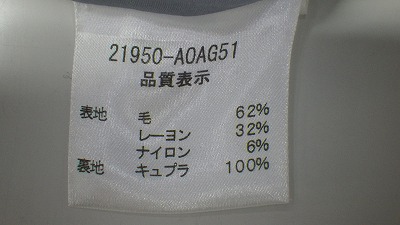 21950-A0AG51
品質表示
表地 毛 62%
レーヨン 32%
ナイロン 6%
裏地 キュプラ 100%